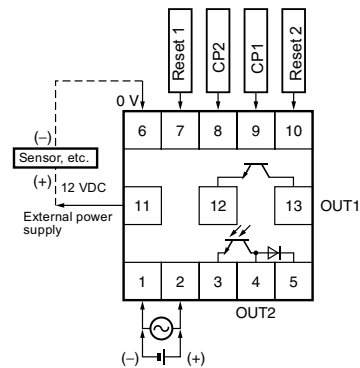 Reset 1
CP2
CP1
Reset 2
0 V
6 7 8 9 10
(−)
Sensor, etc.
(+)
12 VDC
External power
supply
11 12 13 OUT1
1 2 3 4 5
OUT2
(−) (+)